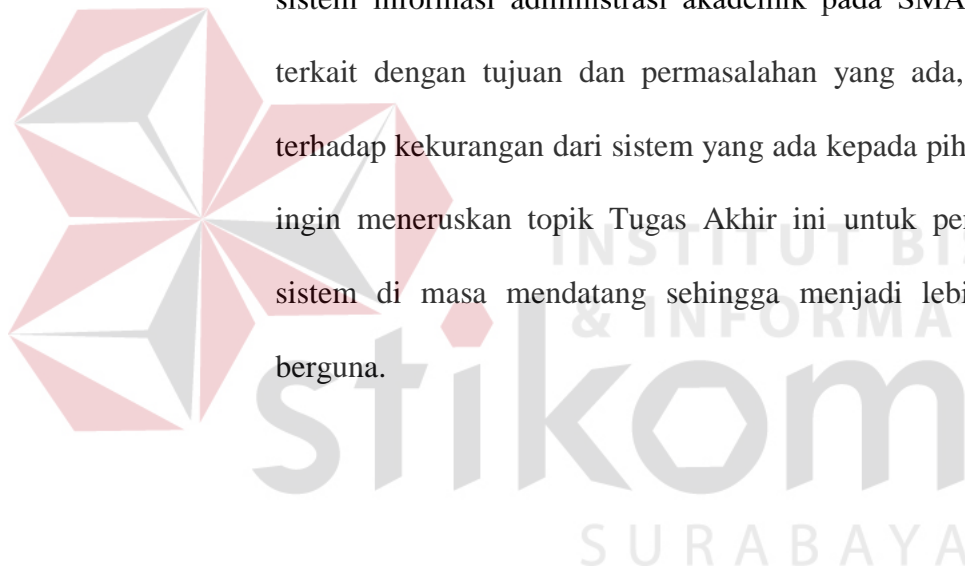 sistem informasi administrasi akademik pada SMA
terkait dengan tujuan dan permasalahan yang ada,
terhadap kekurangan dari sistem yang ada kepada pih
ingin meneruskan topik Tugas Akhir ini untuk pe
INSTITUT BI
sistem di masa mendatang sehingga menjadi lebi
& INFORMA
berguna.
stikom
SURABAYA